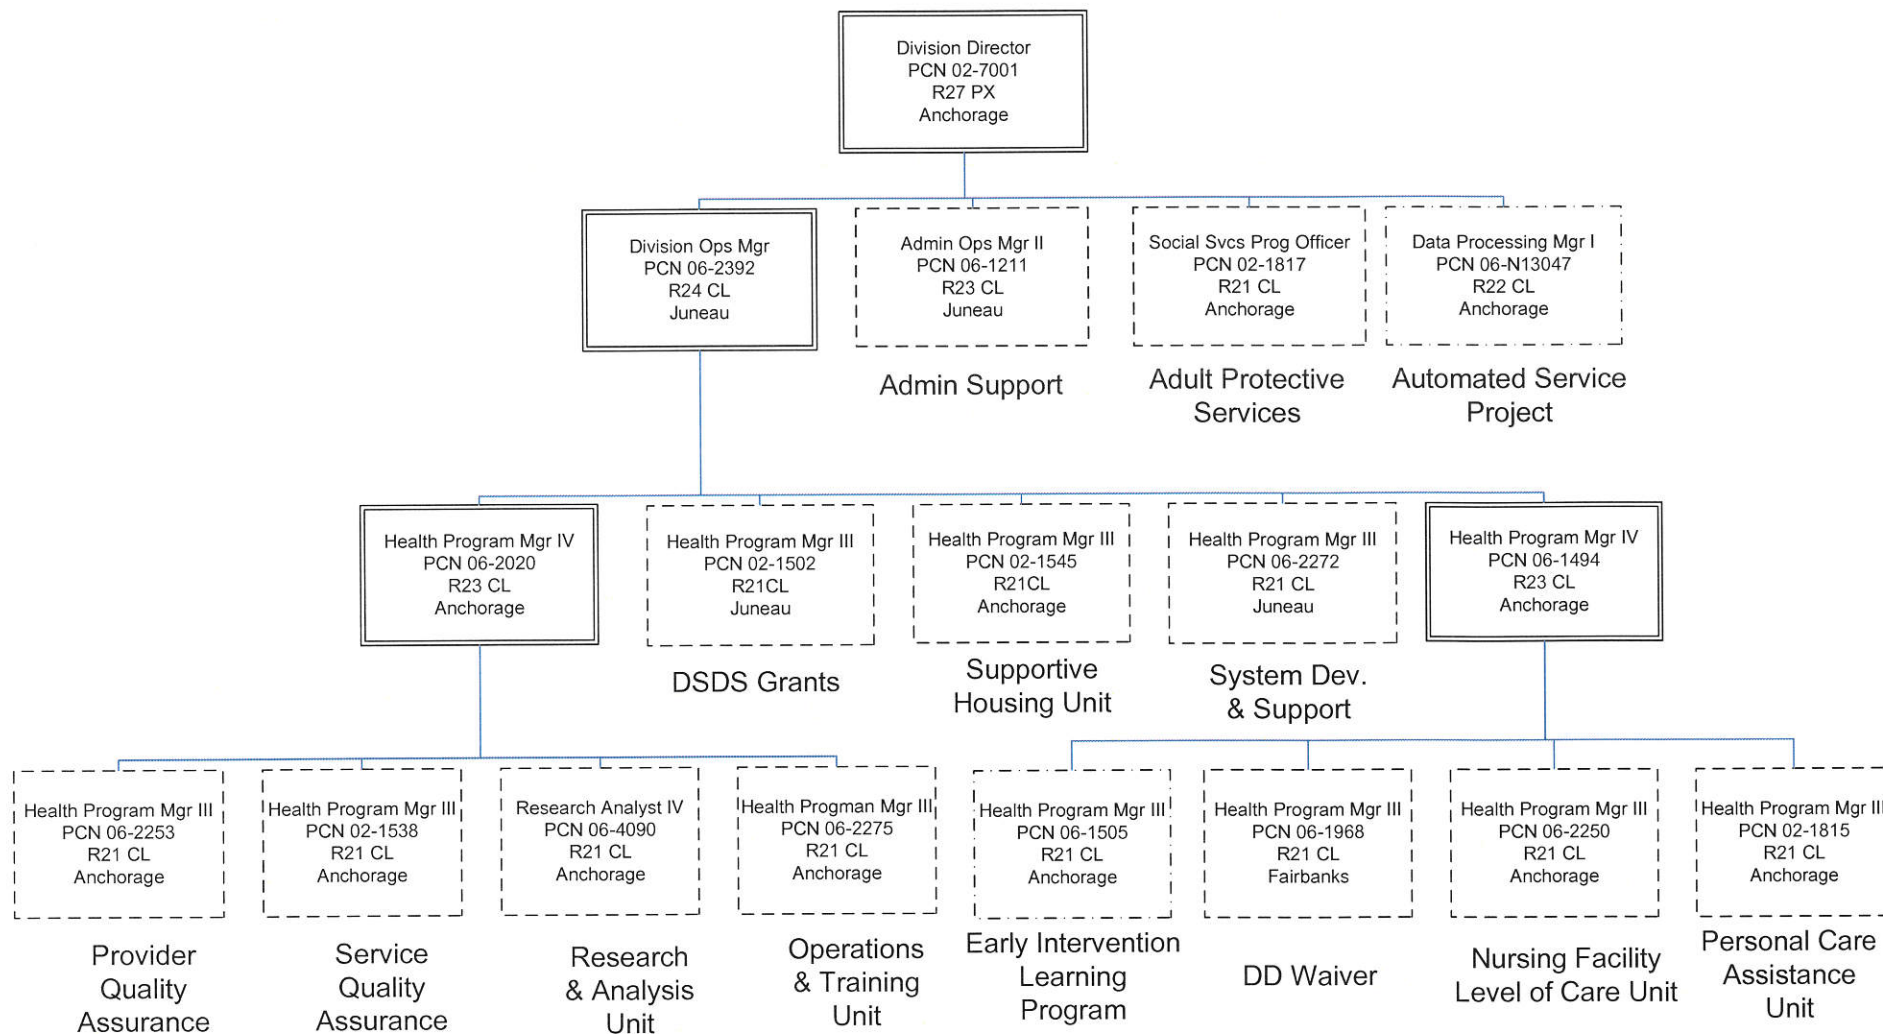 Division Director
PCN 02-7001
R27 PX
Anchorage
Division Ops Mgr
PCN 06-2392
R24 CL
Juneau
Admin Ops Mgr II
PCN 06-1211
R23 CL
Juneau
Social Svcs Prog Officer
PCN 02-1817
R21 CL
Anchorage
Data Processing Mgr I
PCN 06-N13047
R22 CL
Anchorage
Admin Support
Adult Protective
Services
Automated Service
Project
Health Program Mgr IV
PCN 06-2020
R23 CL
Anchorage
Health Program Mgr III
PCN 02-1502
R21CL
Juneau
Health Program Mgr III
PCN 02-1545
R21CL
Anchorage
Health Program Mgr III
PCN 06-2272
R21 CL
Juneau
Health Program Mgr IV
PCN 06-1494
R23 CL
Anchorage
DSDS Grants
Supportive
Housing Unit
System Dev.
& Support
Health Program Mgr III
PCN 06-2253
R21 CL
Anchorage
Health Program Mgr III
PCN 02-1538
R21 CL
Anchorage
Research Analyst IV
PCN 06-4090
R21 CL
Anchorage
Health Progman Mgr III
PCN 06-2275
R21 CL
Anchorage
Health Program Mgr III
PCN 06-1505
R21 CL
Anchorage
Health Program Mgr III
PCN 06-1968
R21 CL
Fairbanks
Health Program Mgr III
PCN 06-2250
R21 CL
Anchorage
Health Program Mgr III
PCN 02-1815
R21 CL
Anchorage
Provider
Quality
Assurance
Service
Quality
Assurance
Research
& Analysis
Unit
Operations
& Training
Unit
Early Intervention
Learning
Program
DD Waiver
Nursing Facility
Level of Care Unit
Personal Care
Assistance
Unit